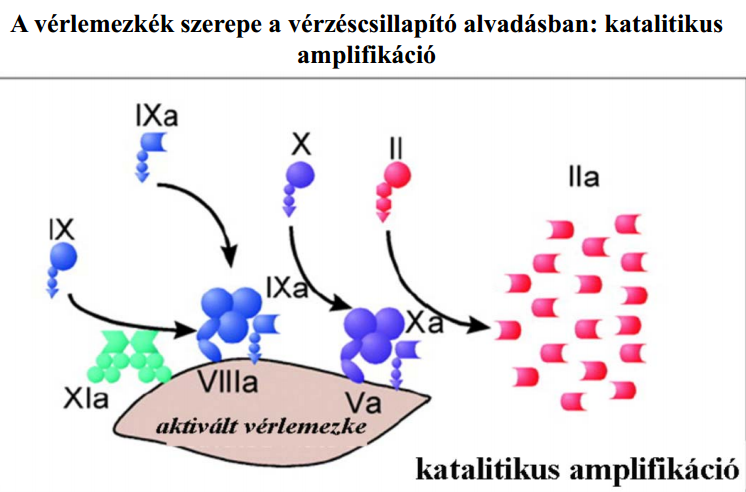 A vérlemezkék szerepe a vérzéscsillapító alvadásban: katalitikus
amplifikáció
IXa
X
II
IIa
IX
IXa
Xa
XIa
VIIIa
Va
aktivált vérlemezke
katalitikus amplifikáció